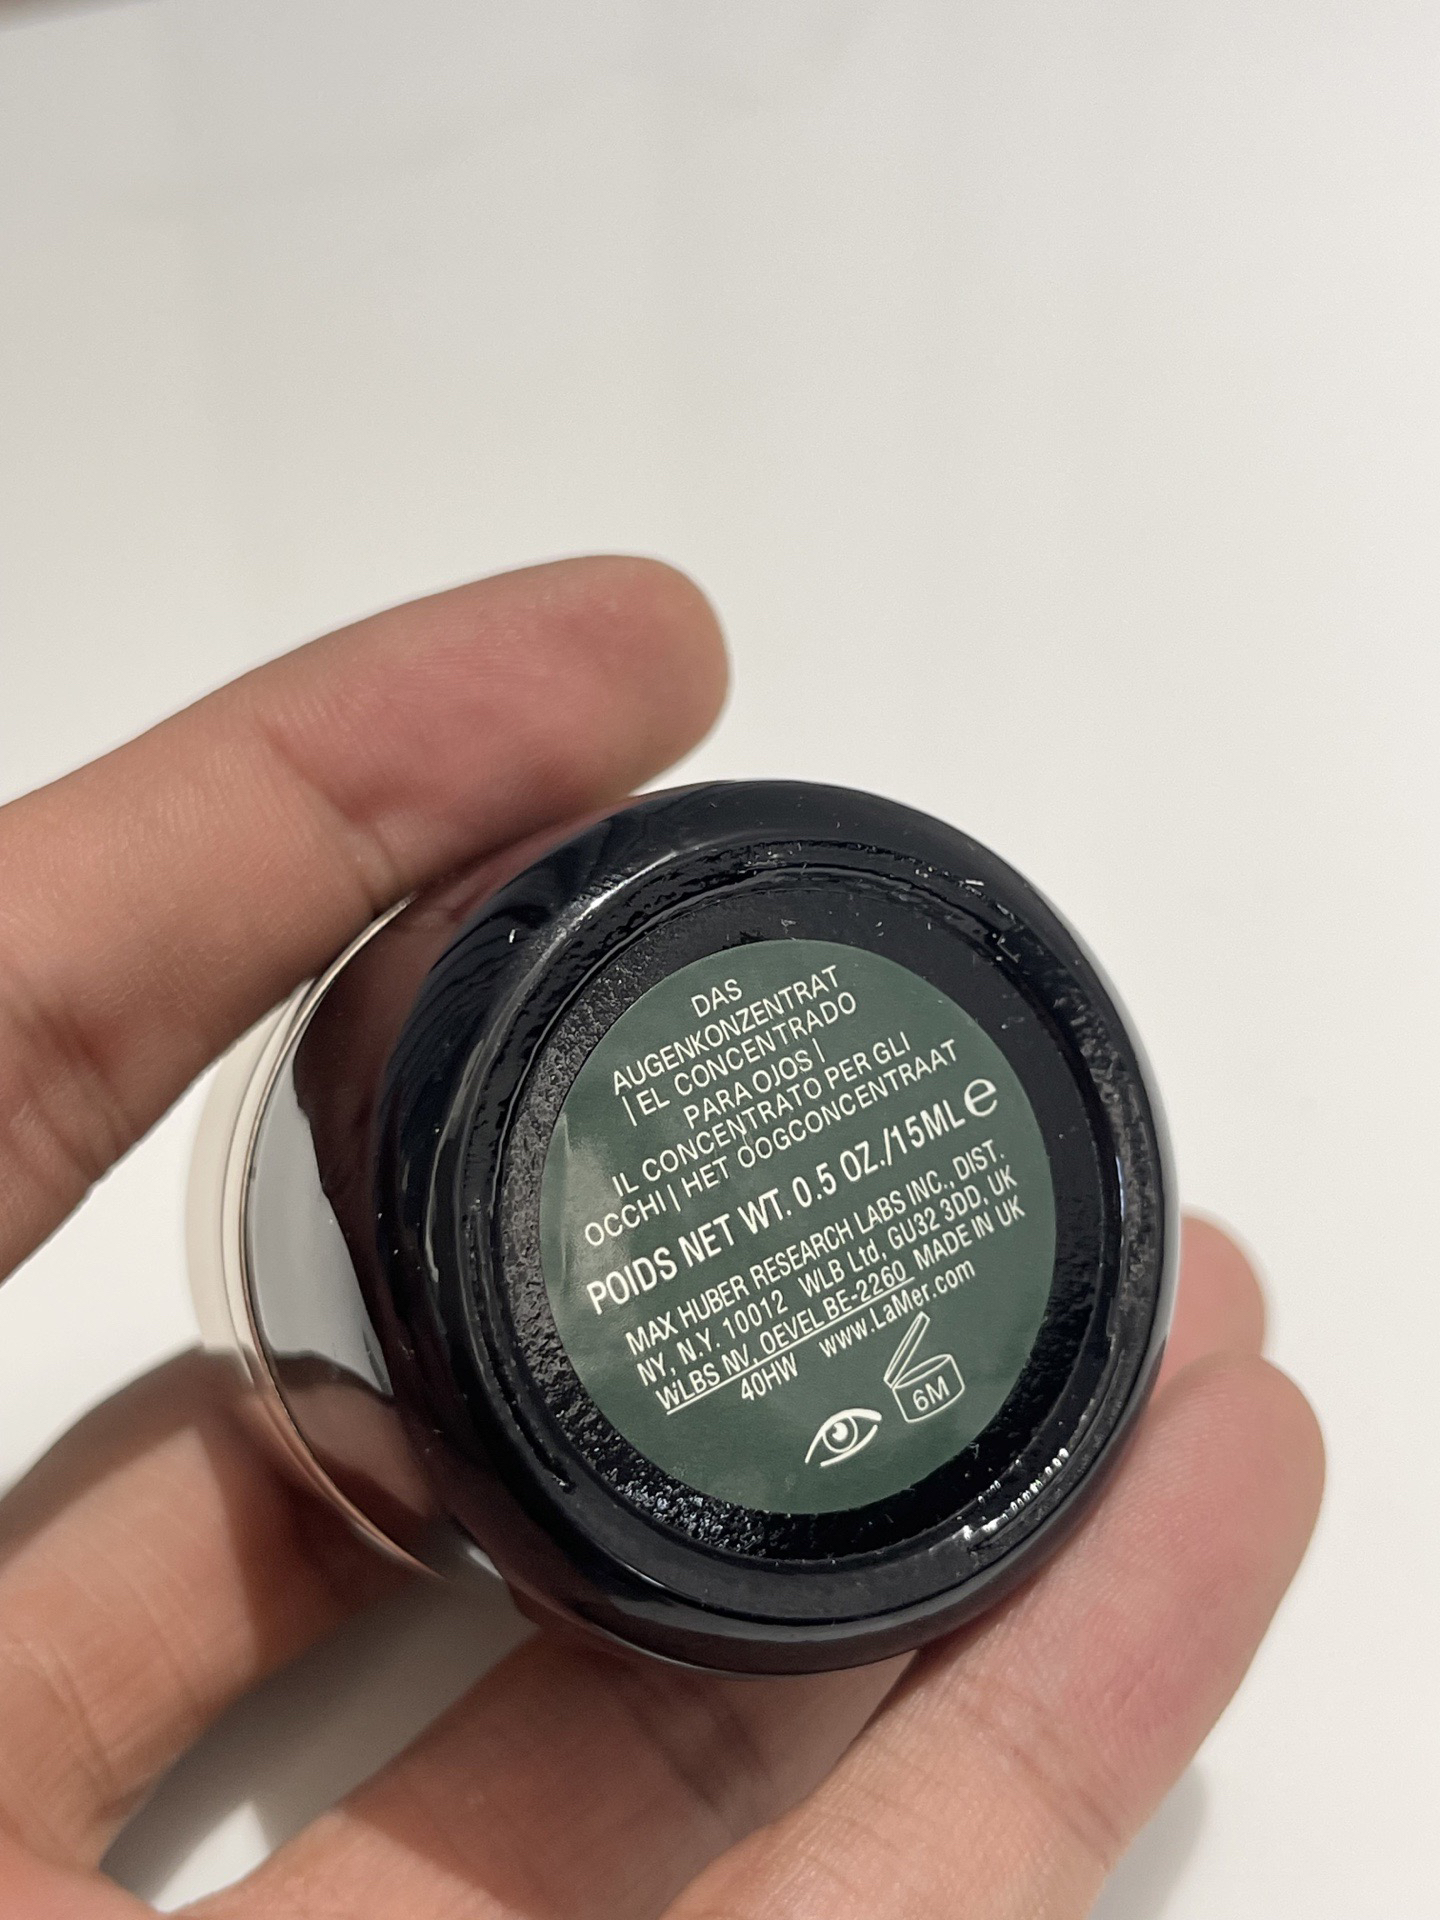 DAS
AUGENKONZENTRAT
| EL CONCENTRADO
PARA OJOS |
IL CONCENTRATO PER GLI
OCCHI | HET OOGCONCENTRAAT
POIDS NET WT. 0.5 OZ./15ML ℮
MAX HUBER RESEARCH LABS INC., DIST.
NY, N.Y. 10012 WLB Ltd, GU32 3DD, UK
WLBS NV, OEVEL BE-2260 MADE IN UK
40HW www.LaMer.com
6M